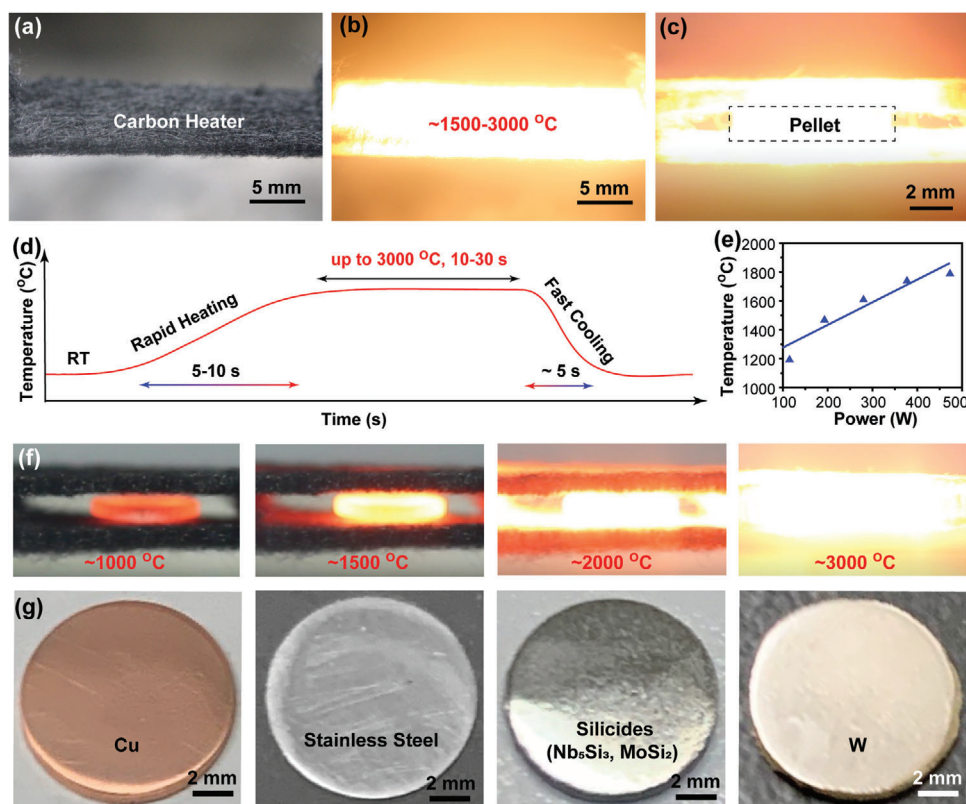 (a)
Carbon Heater
5 mm
(b)
~1500-3000 °C
5 mm
(c)
Pellet
2 mm
(d)
Temperature (°C)
RT
Rapid Heating
5-10 s
up to 3000 °C, 10-30 s
Fast Cooling
~ 5 s
Time (s)
(e)
Temperature (°C)
2000
1800
1600
1400
1200
1000
100
200
300
400
500
Power (W)
(f)
~1000 °C
~1500 °C
~2000 °C
~3000 °C
(g)
Cu
2 mm
Stainless Steel
2 mm
Silicides
(Nb₅Si₃, MoSi₂)
2 mm
W
2 mm